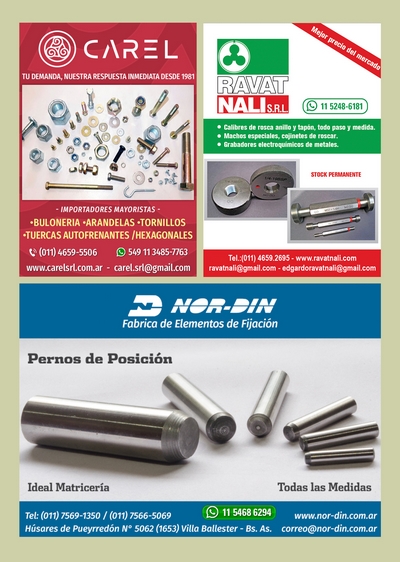 CAREL
TU DEMANDA, NUESTRA RESPUESTA INMEDIATA DESDE 1981
- IMPORTADORES MAYORISTAS -
•BULONERIA •ARANDELAS •TORNILLOS
•TUERCAS AUTOFRENANTES /HEXAGONALES
(011) 4659-5506 549 11 3485-7763
www.carelsrl.com.ar - carel.srl@gmail.com
Mejor precio del mercado
RAVAT
NALI S.R.L.
11 5248-6181
• Calibres de rosca anillo y tapón, todo paso y medida.
• Machos especiales, cojinetes de roscar.
• Grabadores electroquímicos de metales.
STOCK PERMANENTE
Tel.:(011) 4659.2695 - www.ravatnali.com
ravatnali@gmail.com - edgardoravatnali@gmail.com
NOR-DIN
Fabrica de Elementos de Fijación
Pernos de Posición
Ideal Matricería
Todas las Medidas
Tel: (011) 7569-1350 / (011) 7566-5069
11 5468 6294
www.nor-din.com.ar
Húsares de Pueyrredón N° 5062 (1653) Villa Ballester - Bs. As.
correo@nor-din.com.ar